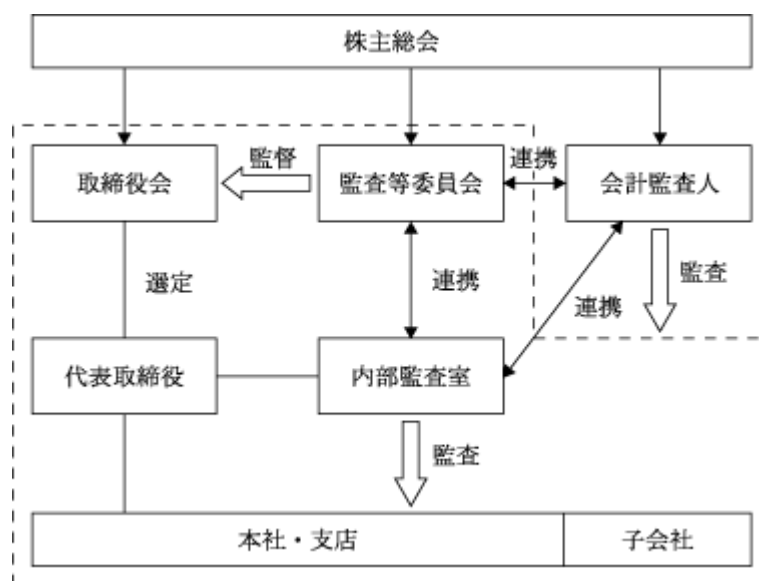 株主総会
監督
連携
取締役会
監査等委員会
会計監査人
選定
連携
連携
監査
代表取締役
内部監査室
監査
本社・支店
子会社